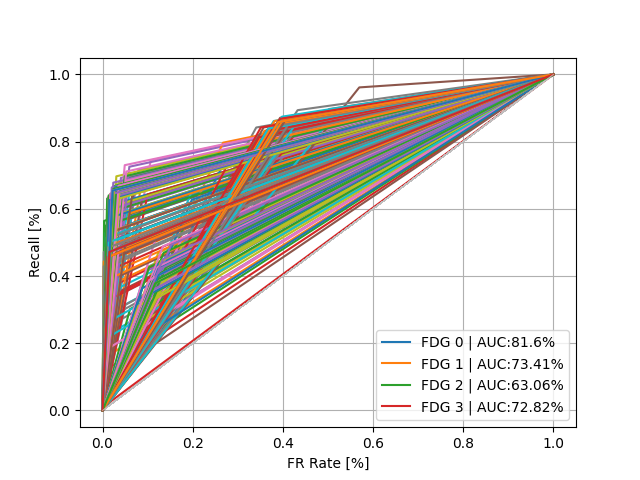 1.0
0.8
0.6
0.4
0.2
0.0
Recall [%]
FDG 0 | AUC:81.6%
FDG 1 | AUC:73.41%
FDG 2 | AUC:63.06%
FDG 3 | AUC:72.82%
0.0 0.2 0.4 0.6 0.8 1.0
FR Rate [%]